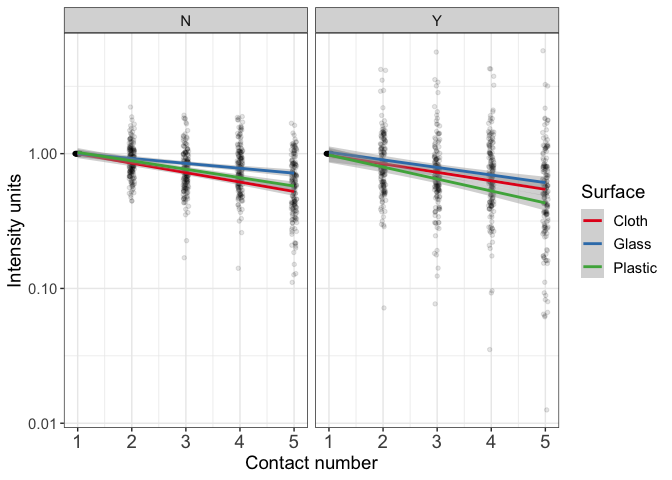 N
Y
Intensity units
1.00
0.10
0.01
1 2 3 4 5
1 2 3 4 5
Contact number
Surface
Cloth
Glass
Plastic